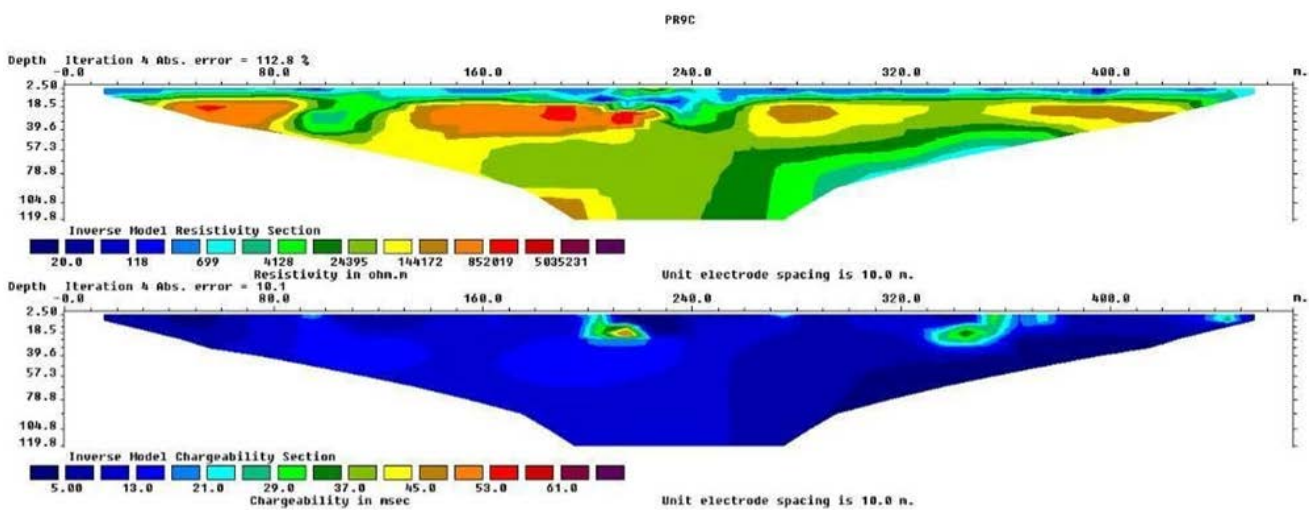 PR9C
Depth Iteration 4 Abs. error = 112.8 %
-0.0 80.0 160.0 240.0 320.0 400.0 m.
2.50
18.5
39.6
57.3
78.8
104.8
119.8
Inverse Model Resistivity Section
20.0 118 699 4128 24395 144172 852019 5035231
Resistivity in ohm.m Unit electrode spacing is 10.0 m.
Depth Iteration 4 Abs. error = 10.1
-0.0 80.0 160.0 240.0 320.0 400.0 m.
2.50
18.5
39.6
57.3
78.8
104.8
119.8
Inverse Model Chargeability Section
5.00 13.0 21.0 29.0 37.0 45.0 53.0 61.0
Chargeability in msec Unit electrode spacing is 10.0 m.